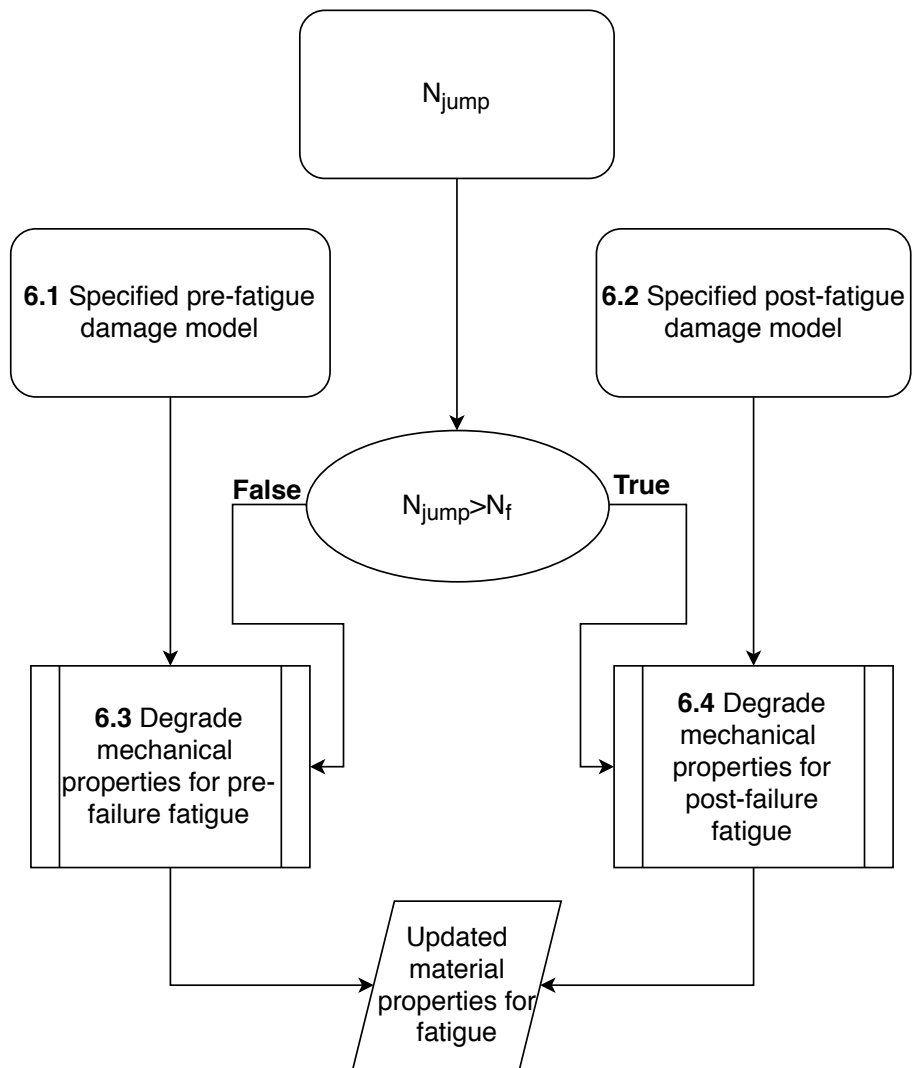 N_jump
6.1 Specified pre-fatigue
damage model
6.2 Specified post-fatigue
damage model
False
N_jump>N_f
True
6.3 Degrade
mechanical
properties for pre-
failure fatigue
6.4 Degrade
mechanical
properties for
post-failure
fatigue
Updated
material
properties for
fatigue